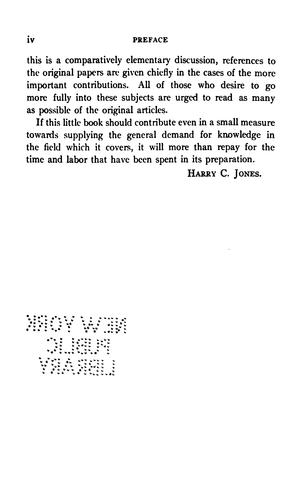 iv PREFACE
this is a comparatively elementary discussion, references to
the original papers are given chiefly in the cases of the more
important contributions. All of those who desire to go
more fully into these subjects are urged to read as many
as possible of the original articles.
If this little book should contribute even in a small measure
towards supplying the general demand for knowledge in
the field which it covers, it will more than repay for the
time and labor that have been spent in its preparation.
HARRY C. JONES.
NEW YORK
PUBLIC
LIBRARY